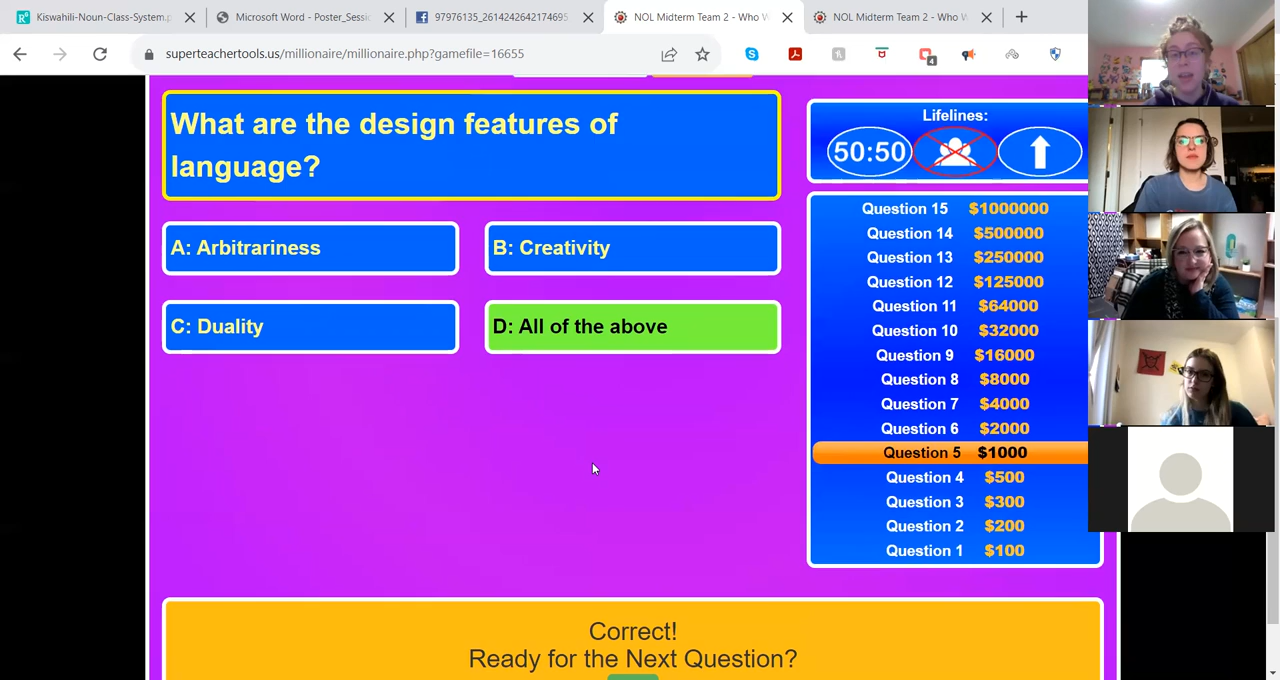 Kiswahili-Noun-Class-System.p
Microsoft Word - Poster_Sessi
97976135_2614242642174695
NOL Midterm Team 2 - Who W
NOL Midterm Team 2 - Who W
superteachertools.us/millionaire/millionaire.php?gamefile=16655
4
What are the design features of
language?
A: Arbitrariness
B: Creativity
C: Duality
D: All of the above
Lifelines:
50:50
Question 15 $1000000
Question 14 $500000
Question 13 $250000
Question 12 $125000
Question 11 $64000
Question 10 $32000
Question 9 $16000
Question 8 $8000
Question 7 $4000
Question 6 $2000
Question 5 $1000
Question 4 $500
Question 3 $300
Question 2 $200
Question 1 $100
Correct!
Ready for the Next Question?